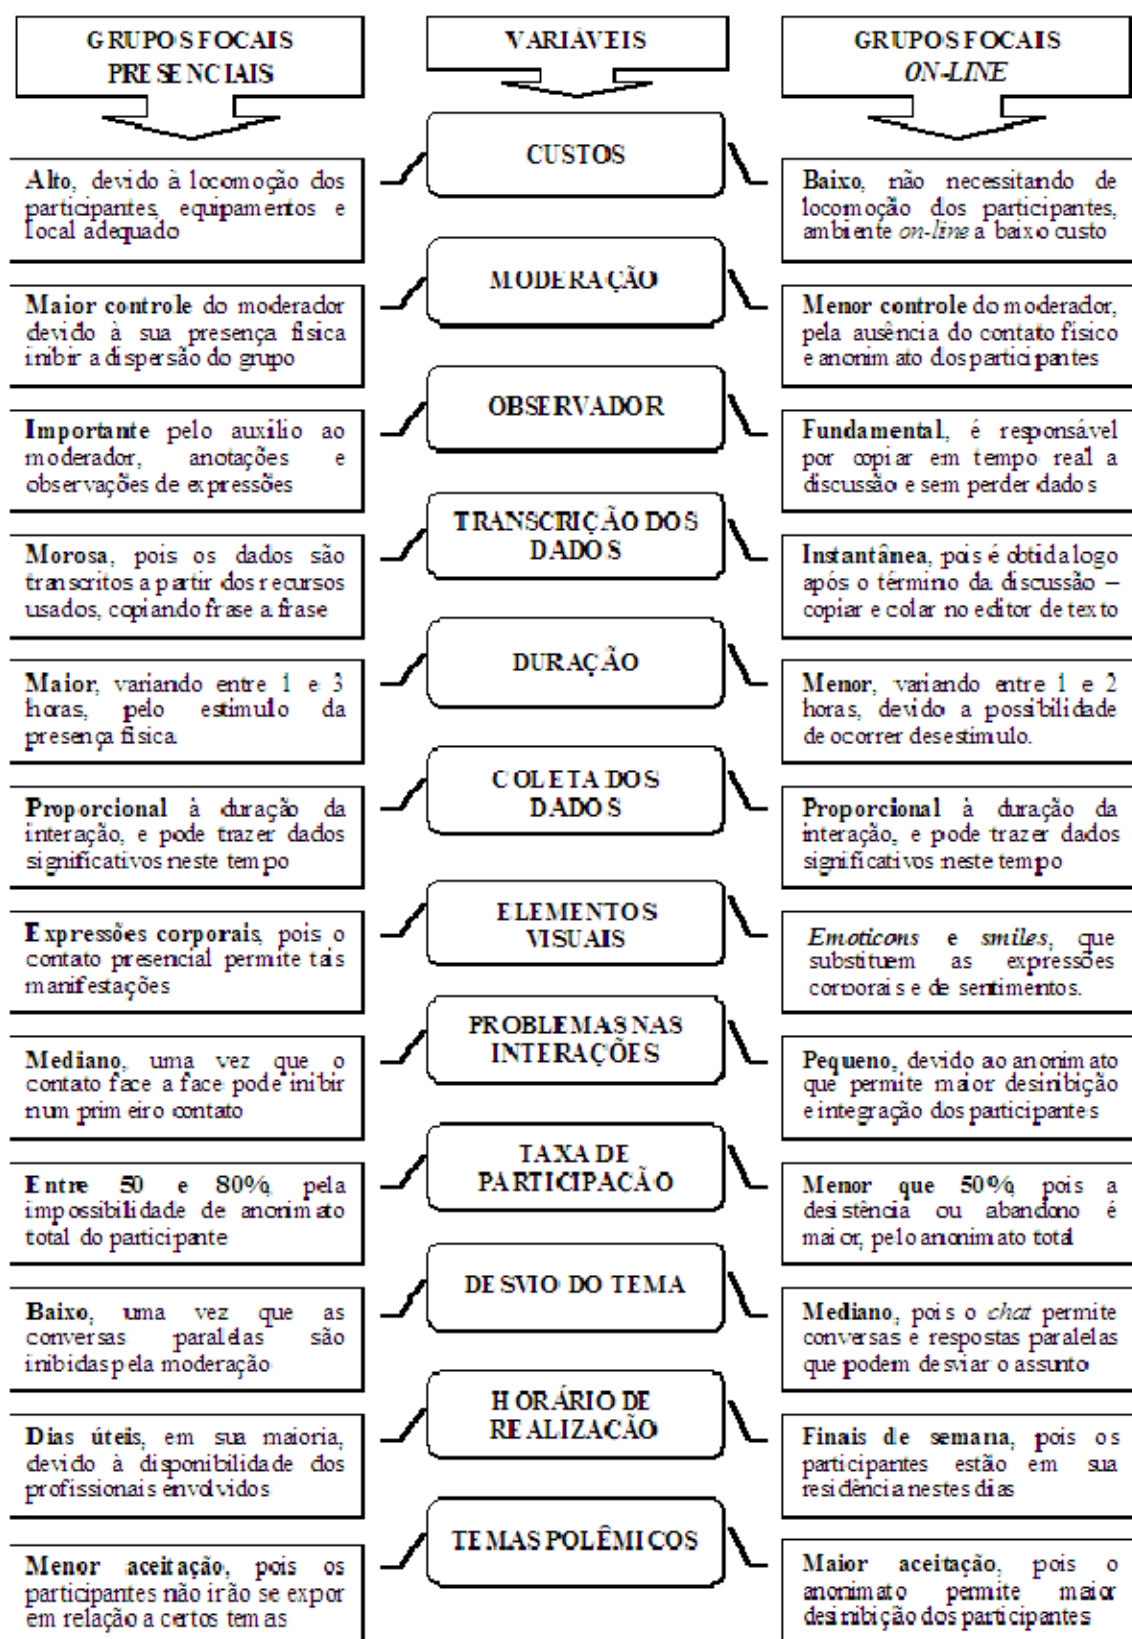 GRUPOS FOCAIS
PRESENCIAIS
VARIÁVEIS
GRUPOS FOCAIS
ON-LINE
CUSTOS
Alto, devido à locomoção dos
participantes, equipamentos e
local adequado
Baixo, não necessitando de
locomoção dos participantes,
ambiente on-line a baixo custo
MODERAÇÃO
Maior controle do moderador
devido à sua presença física
inibir a dispersão do grupo
Menor controle do moderador,
pela ausência do contato físico
e anonimato dos participantes
OBSERVADOR
Importante pelo auxílio ao
moderador, anotações e
observações de expressões
Fundamental, é responsável
por copiar em tempo real a
discussão e sem perder dados
TRANSCRIÇÃO DOS
DADOS
Morosa, pois os dados são
transcritos a partir dos recursos
usados, copiando frase a frase
Instantânea, pois é obtida logo
após o término da discussão –
copiar e colar no editor de texto
DURAÇÃO
Maior, variando entre 1 e 3
horas, pelo estimulo da
presença física
Menor, variando entre 1 e 2
horas, devido a possibilidade
de ocorrer desestimulo.
COLETA DOS
DADOS
Proporcional à duração da
interação, e pode trazer dados
significativos neste tempo
Proporcional à duração da
interação, e pode trazer dados
significativos neste tempo
ELEMENTOS
VISUAIS
Expressões corporais, pois o
contato presencial permite tais
manifestações
Emoticons e smiles, que
substituem as expressões
corporais e de sentimentos.
PROBLEMAS NAS
INTERAÇÕES
Mediano, uma vez que o
contato face a face pode inibir
num primeiro contato
Pequeno, devido ao anonimato
que permite maior desinibição
e integração dos participantes
TAXA DE
PARTICIPAÇÃO
Entre 50 e 80%, pela
impossibilidade de anonimato
total do participante
Menor que 50%, pois a
desistência ou abandono é
maior, pelo anonimato total
DESVIO DO TEMA
Baixo, uma vez que as
conversas paralelas são
inibidas pela moderação
Mediano, pois o chat permite
conversas e respostas paralelas
que podem desviar o assunto
HORÁRIO DE
REALIZAÇÃO
Dias úteis, em sua maioria,
devido à disponibilidade dos
profissionais envolvidos
Finais de semana, pois os
participantes estão em sua
residência nestes dias
TEMAS POLÊMICOS
Menor aceitação, pois os
participantes não irão se expor
em relação a certos temas
Maior aceitação, pois o
anonimato permite maior
desinibição dos participantes